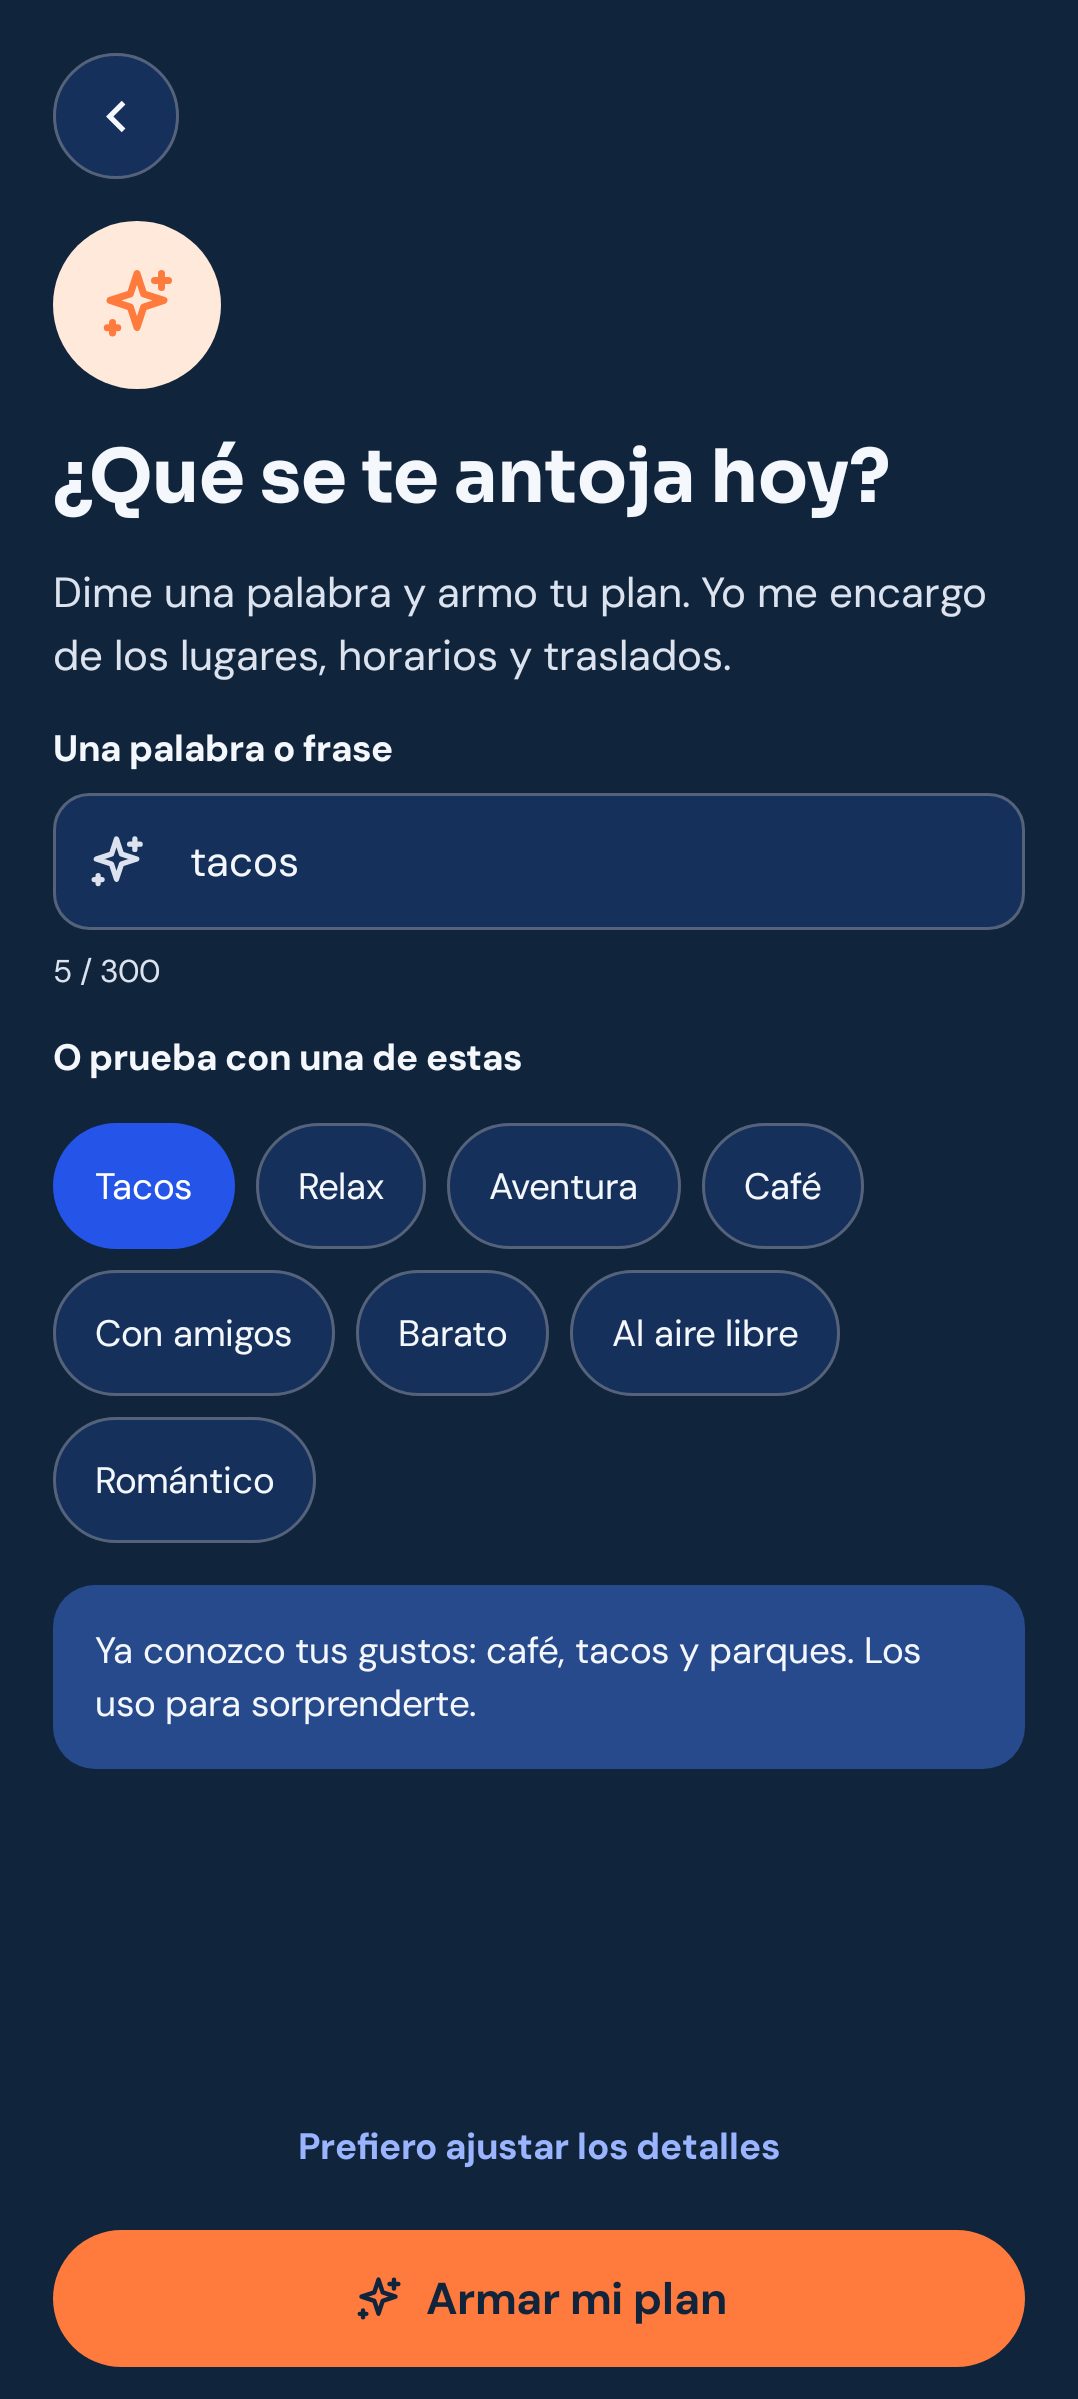 ¿Qué se te antoja hoy?
Dime una palabra y armo tu plan. Yo me encargo
de los lugares, horarios y traslados.
Una palabra o frase
tacos
5 / 300
O prueba con una de estas
Tacos
Relax
Aventura
Café
Con amigos
Barato
Al aire libre
Romántico
Ya conozco tus gustos: café, tacos y parques. Los
uso para sorprenderte.
Prefiero ajustar los detalles
Armar mi plan